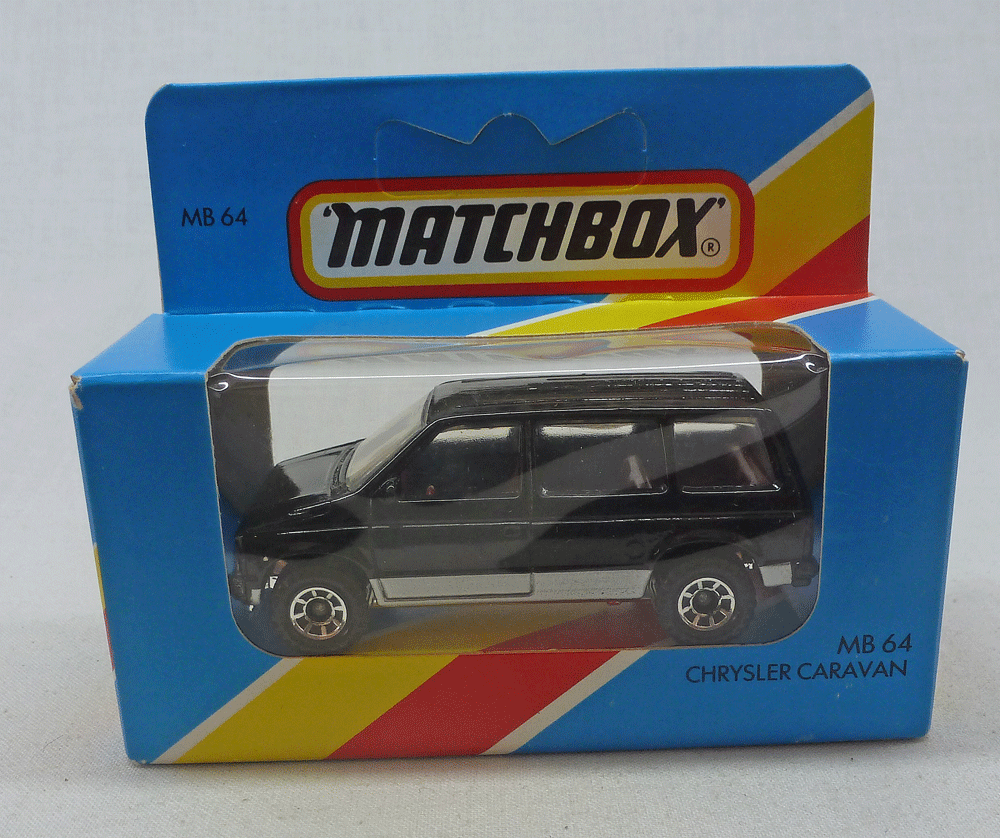 MB 64
'MATCHBOX'®
MB 64
CHRYSLER CARAVAN